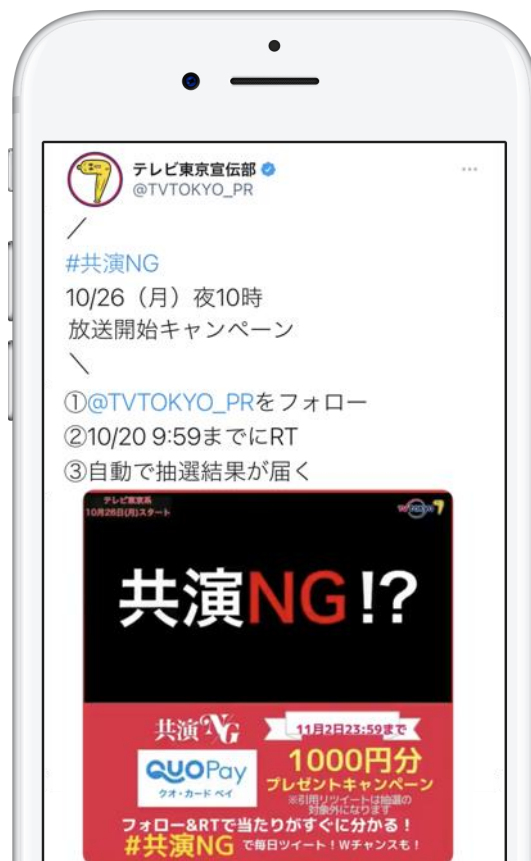 テレビ東京宣伝部
@TVTOKYO_PR
／
#共演NG
10/26（月）夜10時
放送開始キャンペーン
＼
①@TVTOKYO_PRをフォロー
②10/20 9:59までにRT
③自動で抽選結果が届く
テレビ東京系
10月26日(月)スタート
TV TOKYO 7
共演NG!?
共演NG
11月2日23:59まで
QUOPay
クオ・カード ペイ
1000円分
プレゼントキャンペーン
※引用リツイートは抽選の
対象外になります
フォロー&RTで当たりがすぐに分かる！
#共演NG で毎日ツイート！Wチャンスも！